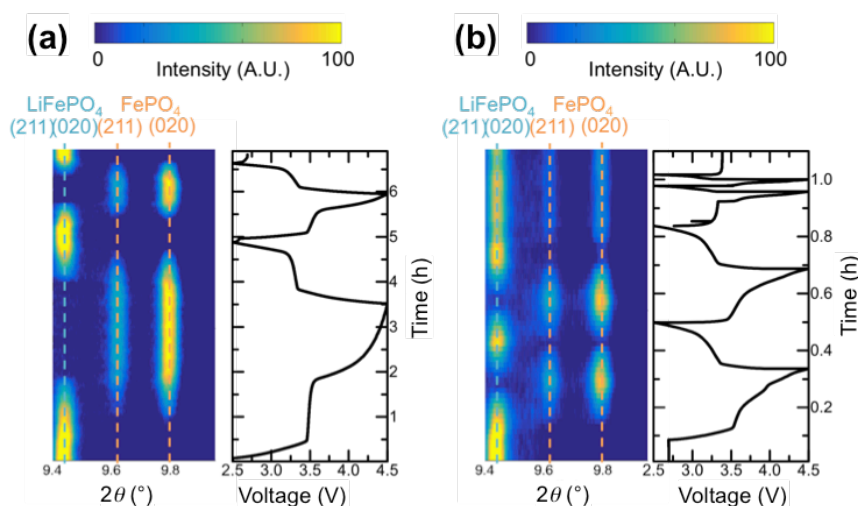 (a)
0 100
Intensity (A.U.)
LiFePO4 FePO4
(211)(020) (211) (020)
6
5
4
3
2
1
Time (h)
9.4 9.6 9.8
2.5 3.0 3.5 4.0 4.5
2θ (°)
Voltage (V)
(b)
0 100
Intensity (A.U.)
LiFePO4 FePO4
(211)(020) (211) (020)
1.0
0.8
0.6
0.4
0.2
Time (h)
9.4 9.6 9.8
2.5 3.0 3.5 4.0 4.5
2θ (°)
Voltage (V)